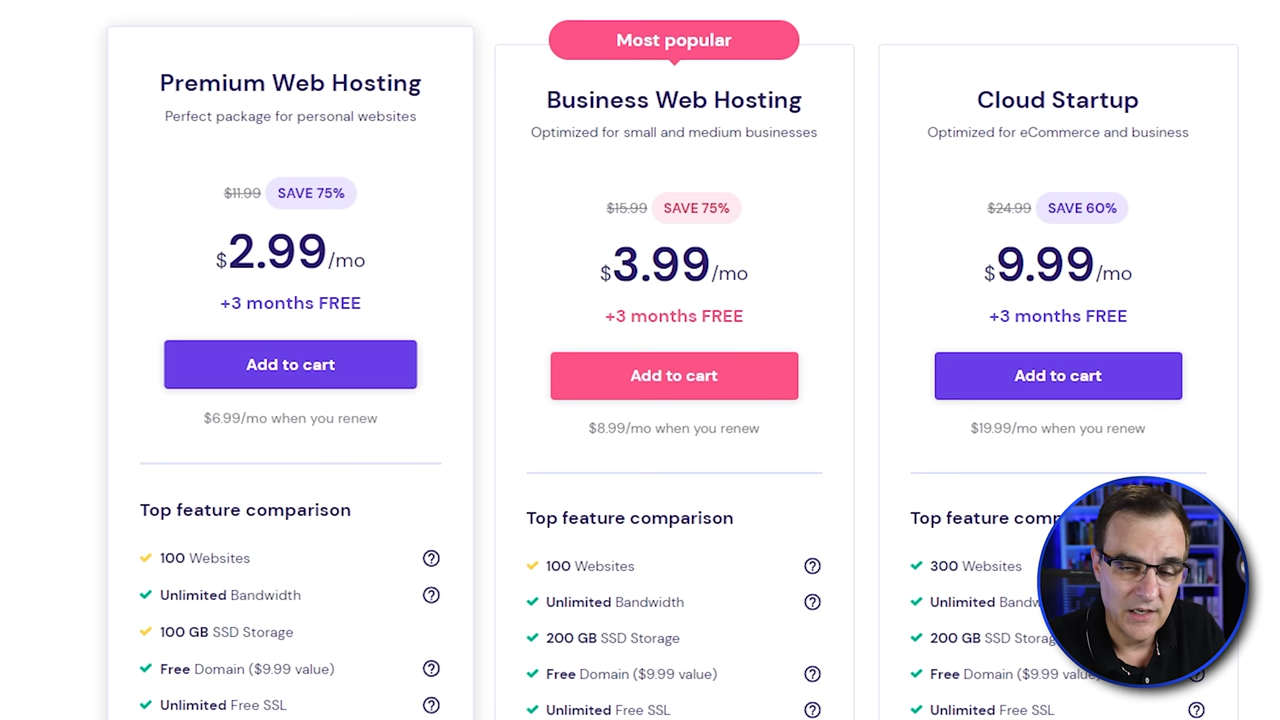 Premium Web Hosting
Perfect package for personal websites
$11.99 SAVE 75%
$2.99/mo
+3 months FREE
Add to cart
$6.99/mo when you renew
Top feature comparison
100 Websites
Unlimited Bandwidth
100 GB SSD Storage
Free Domain ($9.99 value)
Unlimited Free SSL
Most popular
Business Web Hosting
Optimized for small and medium businesses
$15.99 SAVE 75%
$3.99/mo
+3 months FREE
Add to cart
$8.99/mo when you renew
Top feature comparison
100 Websites
Unlimited Bandwidth
200 GB SSD Storage
Free Domain ($9.99 value)
Unlimited Free SSL
Cloud Startup
Optimized for eCommerce and business
$24.99 SAVE 60%
$9.99/mo
+3 months FREE
Add to cart
$19.99/mo when you renew
Top feature
300 Websites
Unlimited
200 GB SSD
Free Domain ($9.99
Unlimited Free SSL